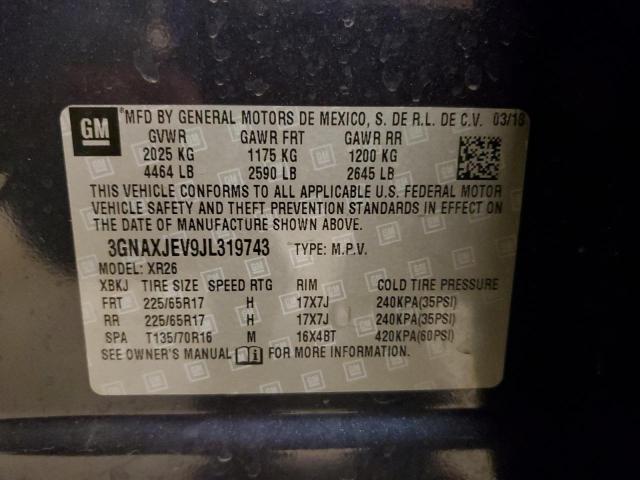 GM
®MFD BY GENERAL MOTORS DE MEXICO, S. DE R.L. DE C.V. 03/18
GVWR GAWR FRT GAWR RR
2025 KG 1175 KG 1200 KG
4464 LB 2590 LB 2645 LB
THIS VEHICLE CONFORMS TO ALL APPLICABLE U.S. FEDERAL MOTOR
VEHICLE SAFETY AND THEFT PREVENTION STANDARDS IN EFFECT ON
THE DATE OF MANUFACTURE SHOWN ABOVE.
3GNAXJEV9JL319743 TYPE: M.P.V.
MODEL: XR26
XBKJ TIRE SIZE SPEED RTG RIM COLD TIRE PRESSURE
FRT 225/65R17 H 17X7J 240KPA(35PSI)
RR 225/65R17 H 17X7J 240KPA(35PSI)
SPA T135/70R16 M 16X4BT 420KPA(60PSI)
SEE OWNER'S MANUAL FOR MORE INFORMATION.